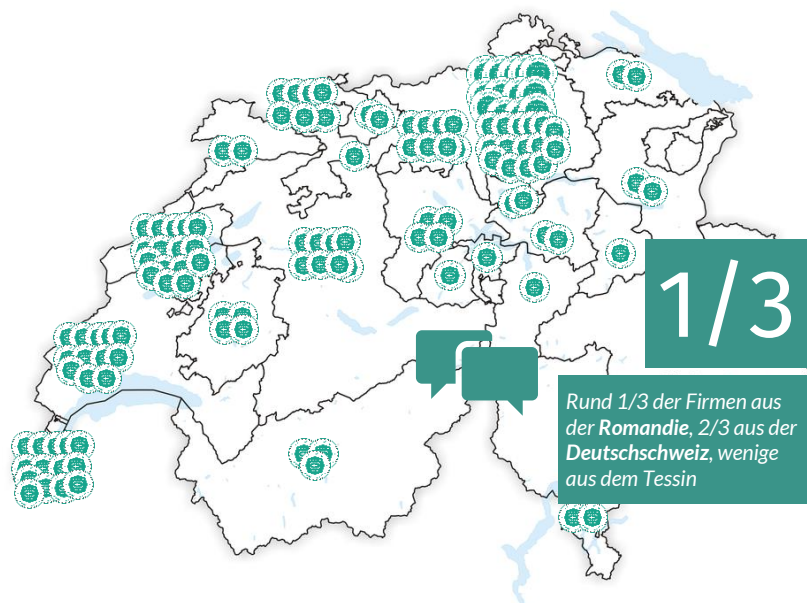 1/3
Rund 1/3 der Firmen aus
der Romandie, 2/3 aus der
Deutschschweiz, wenige
aus dem Tessin